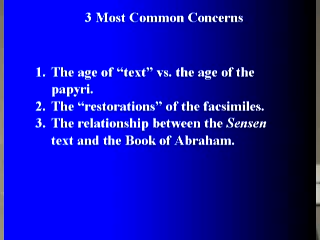 3 Most Common Concerns
1. The age of “text” vs. the age of the
papyri.
2. The “restorations” of the facsimiles.
3. The relationship between the Sensen
text and the Book of Abraham.